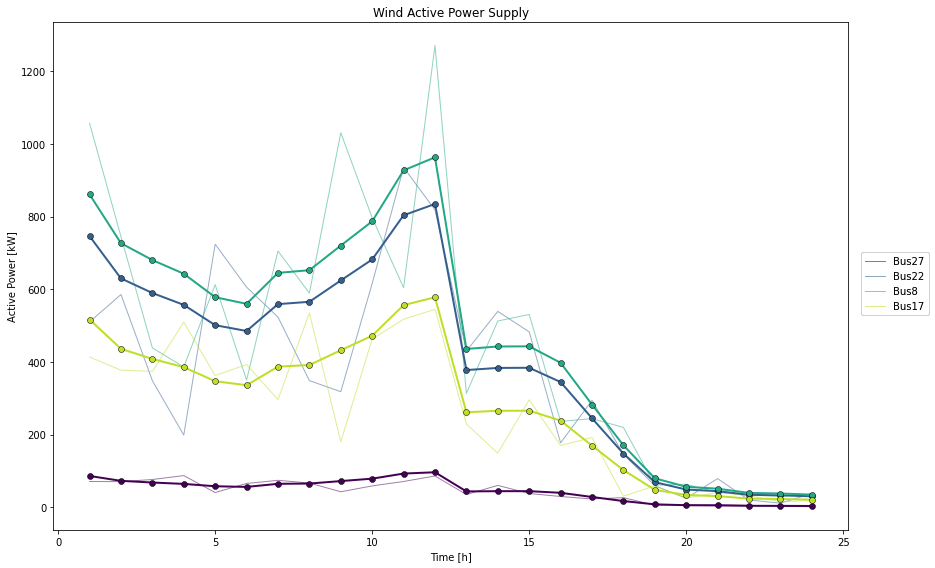 Wind Active Power Supply
Active Power [kW]
1200
1000
800
600
400
200
0
0 5 10 15 20 25
Time [h]
Bus27
Bus22
Bus8
Bus17